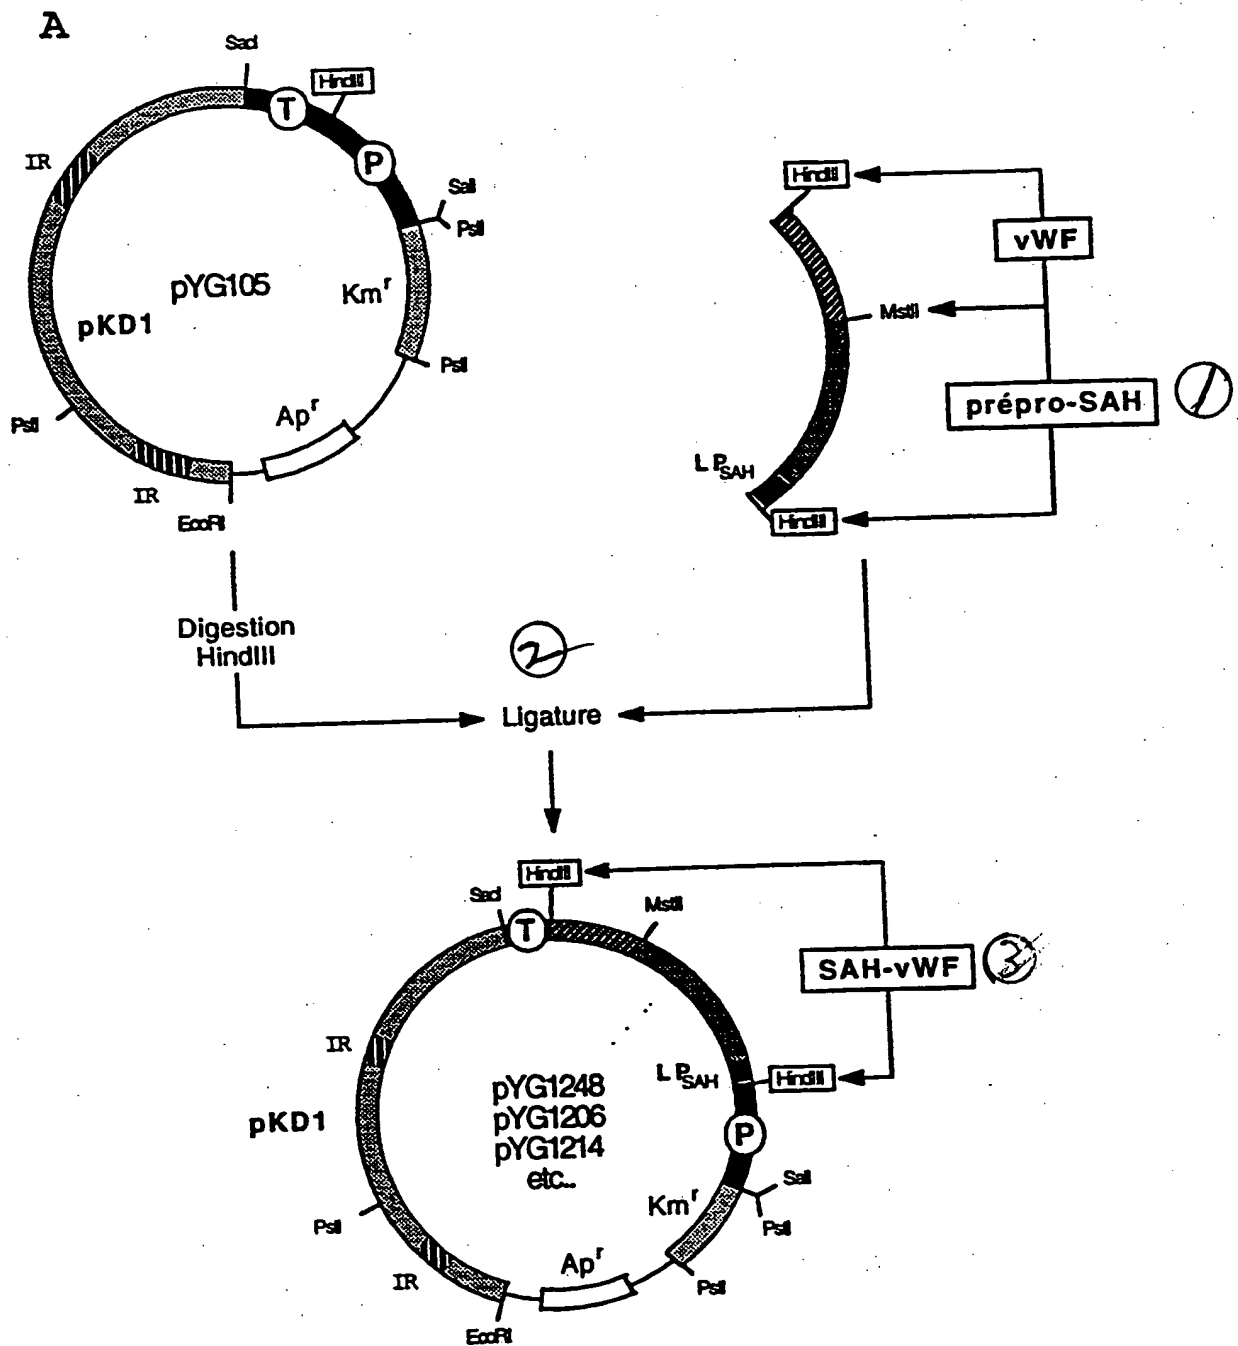 A
SacI
HindIII
T
P
IR
SalI
PstI
pYG105
Km^r
pKD1
PstI
PstI
Ap^r
IR
EcoRI
HindIII
vWF
MstII
prépro-SAH
1
LP_SAH
HindIII
Digestion
HindIII
2
Ligature
HindIII
SacI
MstII
T
SAH-vWF
3
IR
LP_SAH
HindIII
pKD1
pYG1248
pYG1206
pYG1214
etc..
P
SalI
Km^r
PstI
PstI
Ap^r
IR
PstI
EcoRI